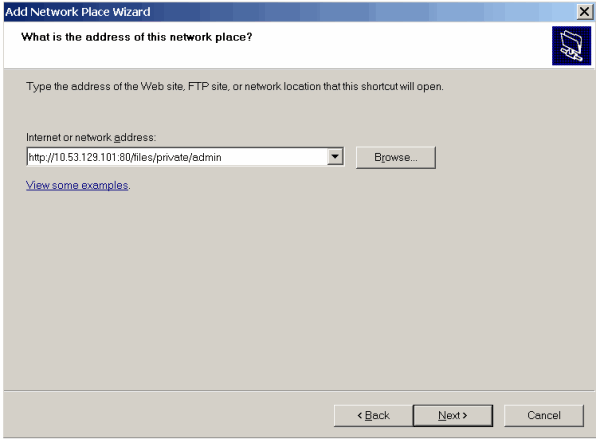 Add Network Place Wizard
What is the address of this network place?
Type the address of the Web site, FTP site, or network location that this shortcut will open.
Internet or network address:
http://10.53.129.101:80/files/private/admin
Browse...
View some examples.
< Back
Next >
Cancel